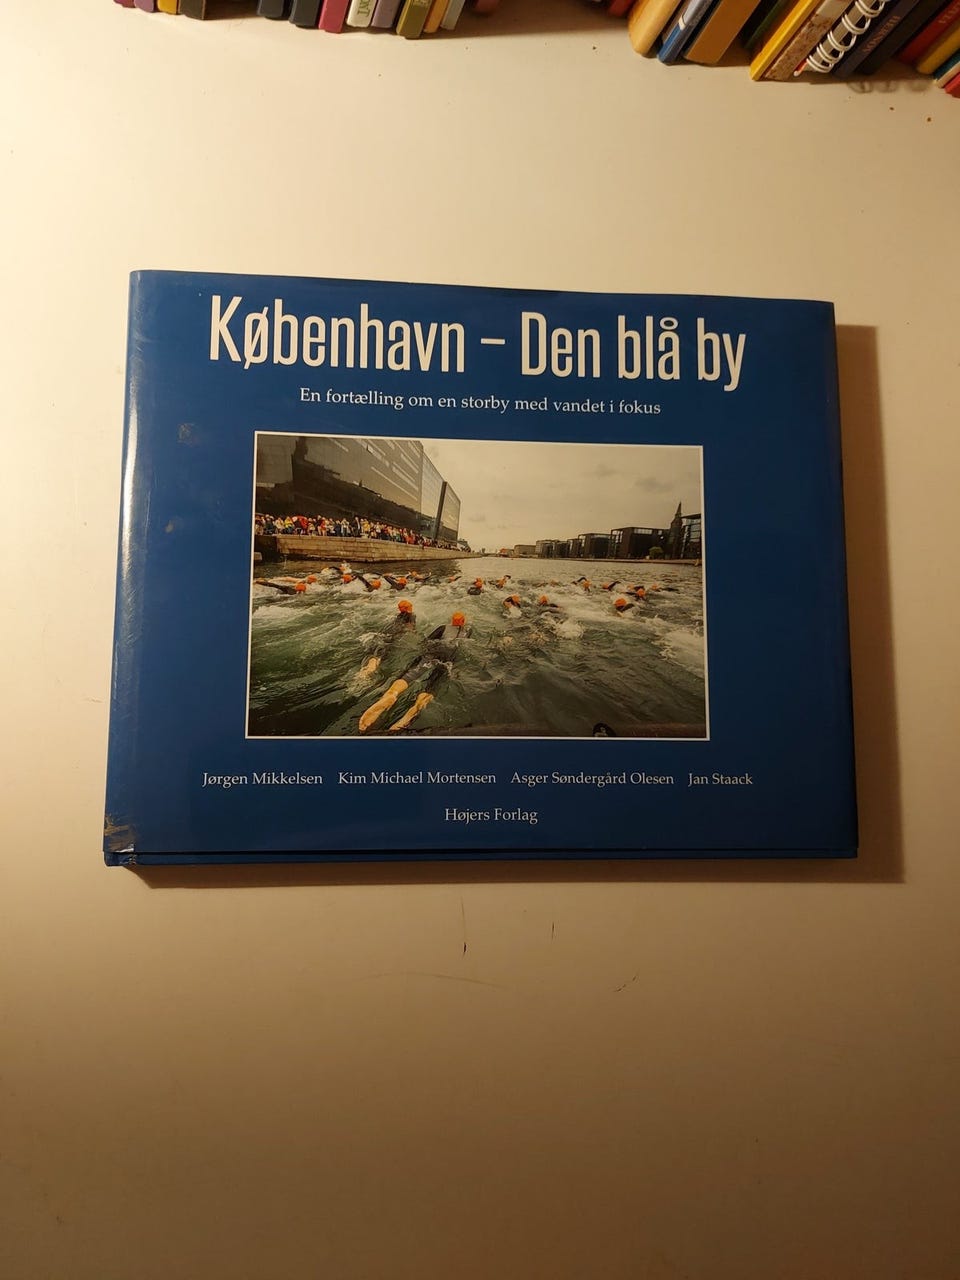 København – Den blå by
En fortælling om en storby med vandet i fokus
Jørgen Mikkelsen Kim Michael Mortensen Asger Søndergård Olesen Jan Staack
Højers Forlag